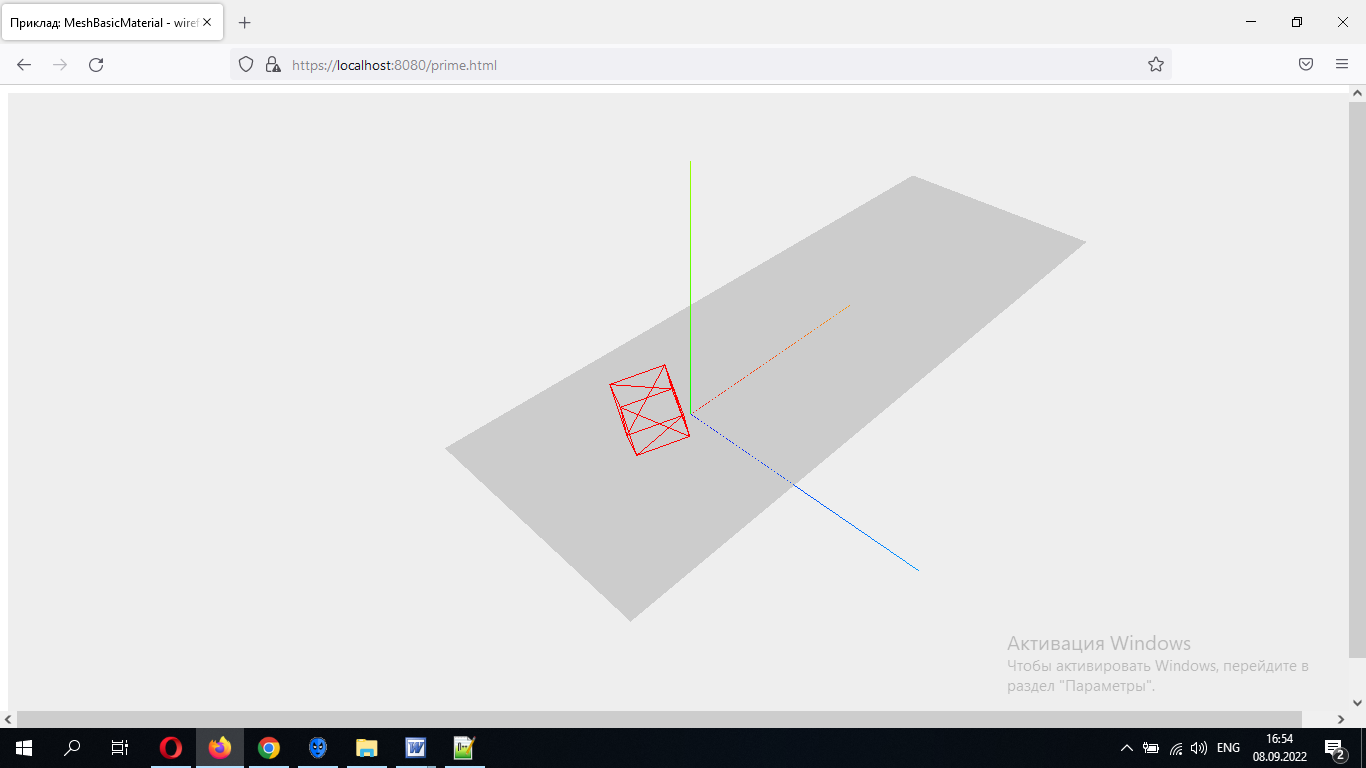 Приклад: MeshBasicMaterial - wiref
https://localhost:8080/prime.html
Активация Windows
Чтобы активировать Windows, перейдите в
раздел "Параметры".
ENG
16:54
08.09.2022
2